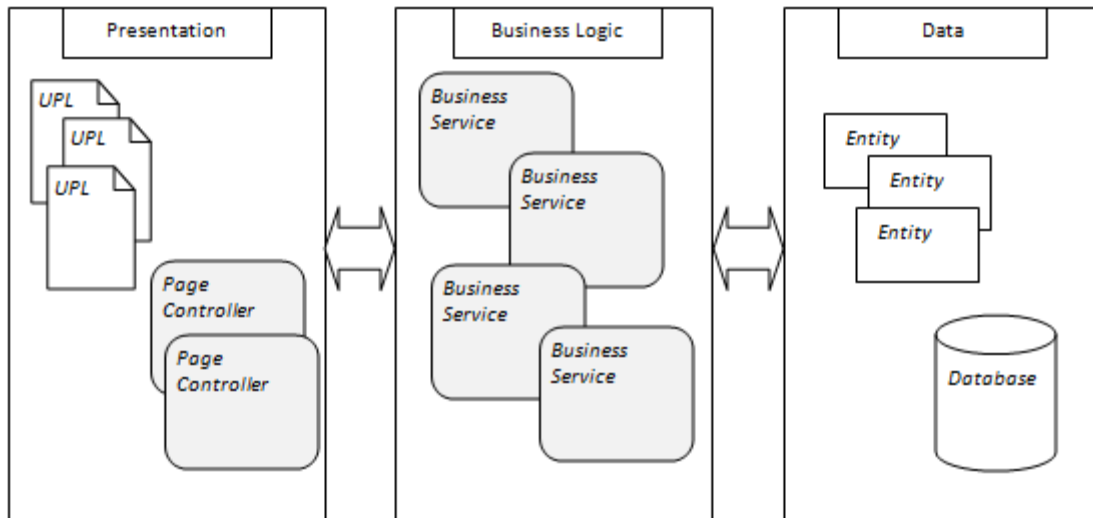 Presentation
UPL
UPL
UPL
Page
Controller
Page
Controller
Business Logic
Business
Service
Business
Service
Business
Service
Business
Service
Data
Entity
Entity
Entity
Database